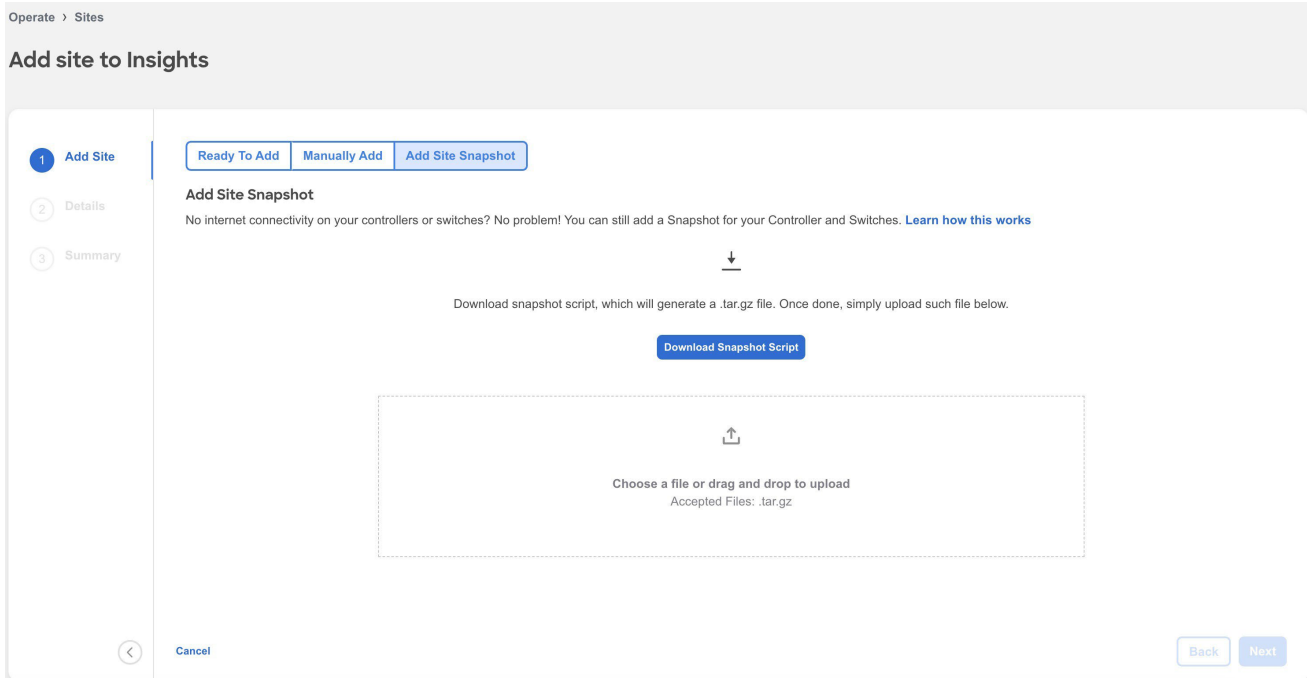 Operate > Sites
Add site to Insights
1 Add Site
2 Details
3 Summary
Ready To Add Manually Add Add Site Snapshot
Add Site Snapshot
No internet connectivity on your controllers or switches? No problem! You can still add a Snapshot for your Controller and Switches. Learn how this works
Download snapshot script, which will generate a .tar.gz file. Once done, simply upload such file below.
Download Snapshot Script
Choose a file or drag and drop to upload
Accepted Files: .tar.gz
Cancel
Back Next